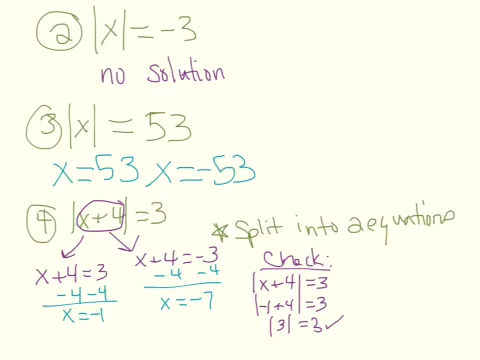 ② |x| = -3
no solution
③ |x| = 53
x=53 x=-53
④ |x+4| = 3
* Split into 2 equations
x+4=3
-4 -4
x=-1
x+4=-3
-4 -4
x=-7
Check:
|x+4|=3
|-1+4|=3
|3|=3✓